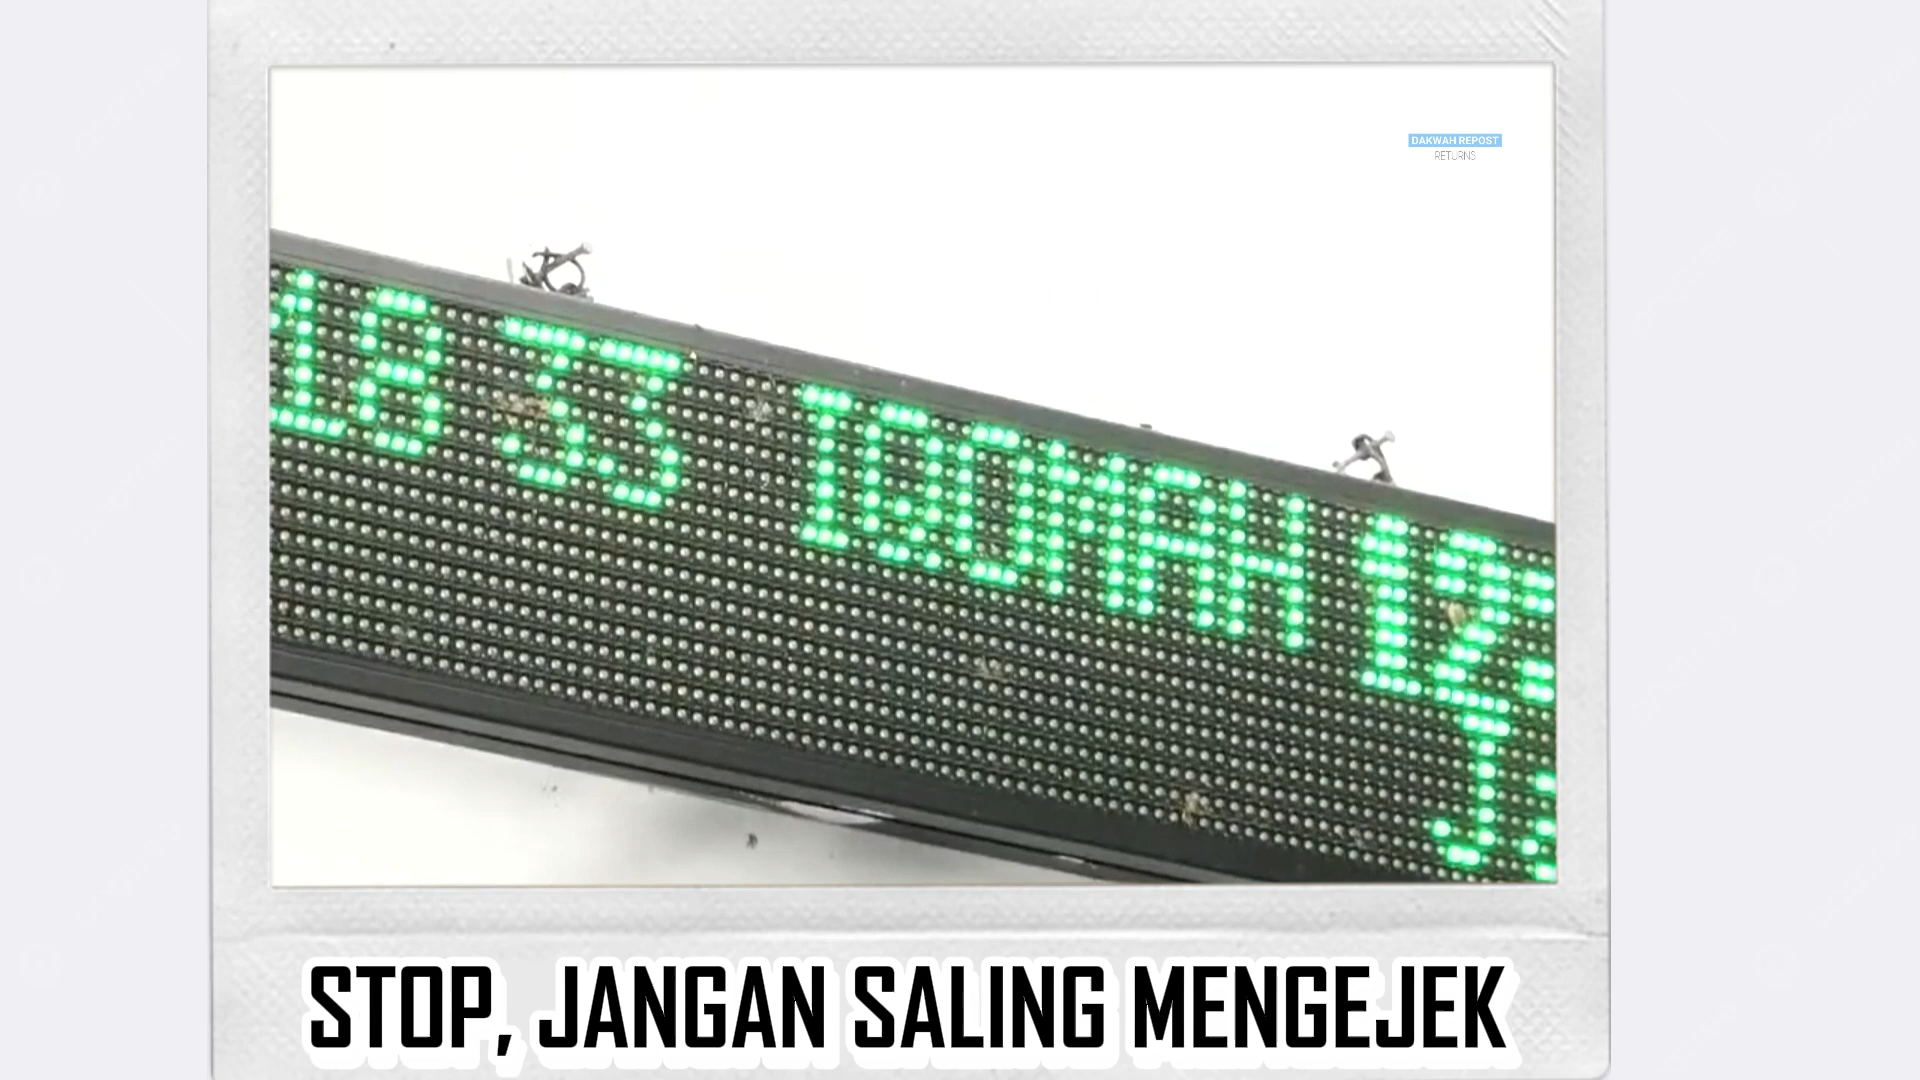 DAKWAH REPOST
RETURNS
18 33 IQOMAH 12
STOP, JANGAN SALING MENGEJEK